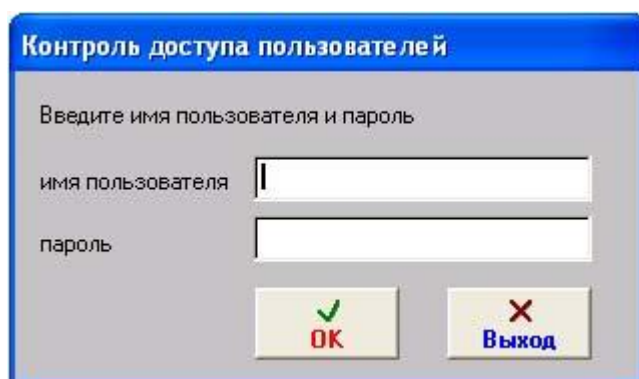 Контроль доступа пользователей
Введите имя пользователя и пароль
имя пользователя
пароль
OK
Выход